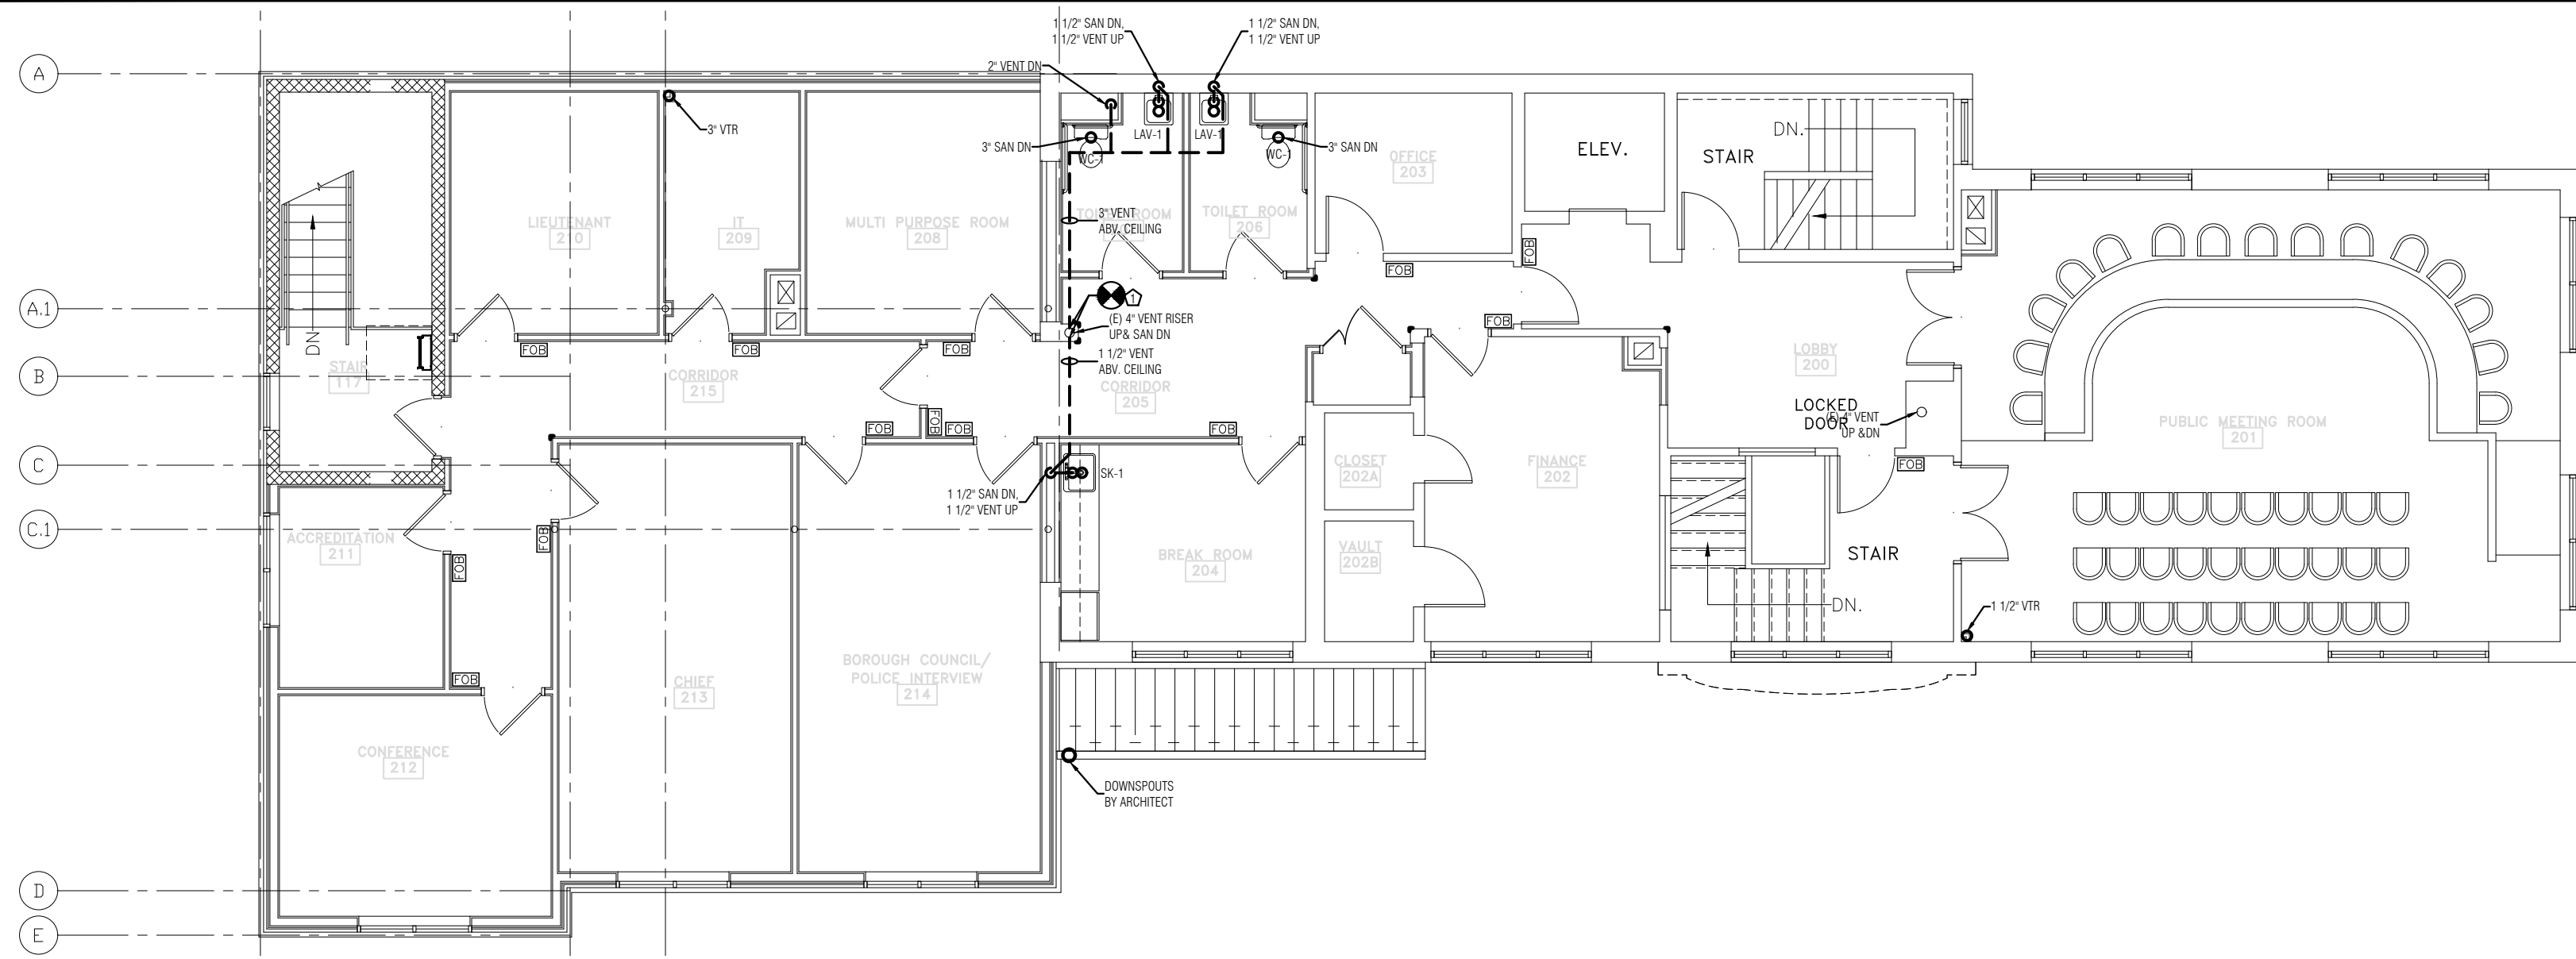 1 1/2" SAN DN,
1 1/2" VENT UP
1 1/2" SAN DN,
1 1/2" VENT UP
2" VENT DN
A
3" VTR
LAV-1
LAV-1
3" SAN DN
WC-1
WC-1
3" SAN DN
OFFICE
203
ELEV.
STAIR
DN.
LIEUTENANT
210
IT
209
MULTI PURPOSE ROOM
208
3" VENT
ABV. CEILING
TOILET ROOM
TOILET ROOM
206
FOB
FOB
A.1
1
(E) 4" VENT RISER
UP& SAN DN
FOB
DN
FOB
FOB
FOB
1 1/2" VENT
ABV. CEILING
LOBBY
200
STAIR
117
B
CORRIDOR
215
CORRIDOR
205
LOCKED
DOOR
(E) 4" VENT
UP &DN
PUBLIC MEETING ROOM
201
FOB
FOB
FOB
FOB
C
SK-1
CLOSET
202A
FINANCE
202
FOB
1 1/2" SAN DN,
1 1/2" VENT UP
C.1
ACCREDITATION
211
FOB
FOB
BREAK ROOM
204
VAULT
202B
STAIR
DN.
1 1/2" VTR
BOROUGH COUNCIL/
POLICE INTERVIEW
214
FOB
CHIEF
213
CONFERENCE
212
DOWNSPOUTS
BY ARCHITECT
D
E